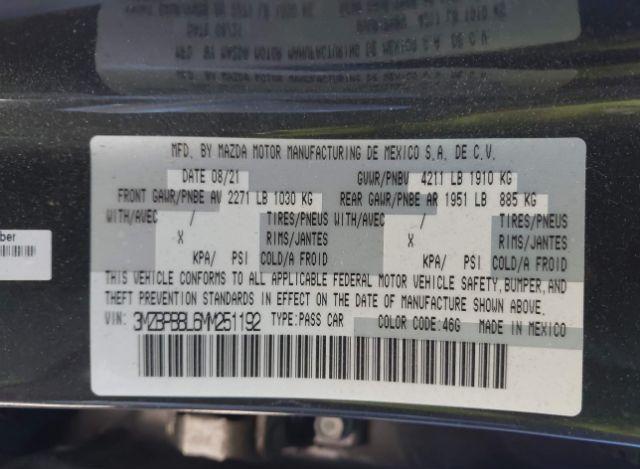 MFD. BY MAZDA MOTOR MANUFACTURING DE MEXICO S.A. DE C.V.
DATE 08/21 GVWR/PNBV 4211 LB 1910 KG
FRONT GAWR/PNBE AV 2271 LB 1030 KG REAR GAWR/PNBE AR 1951 LB 885 KG
WITH/AVEC / TIRES/PNEUS WITH/AVEC / TIRES/PNEUS
X RIMS/JANTES X RIMS/JANTES
KPA/ PSI COLD/A FROID KPA/ PSI COLD/A FROID
THIS VEHICLE CONFORMS TO ALL APPLICABLE FEDERAL MOTOR VEHICLE SAFETY, BUMPER, AND
THEFT PREVENTION STANDARDS IN EFFECT ON THE DATE OF MANUFACTURE SHOWN ABOVE.
VIN: 3MZBPBBL6MM251192 TYPE:PASS CAR COLOR CODE:46G MADE IN MEXICO
ber